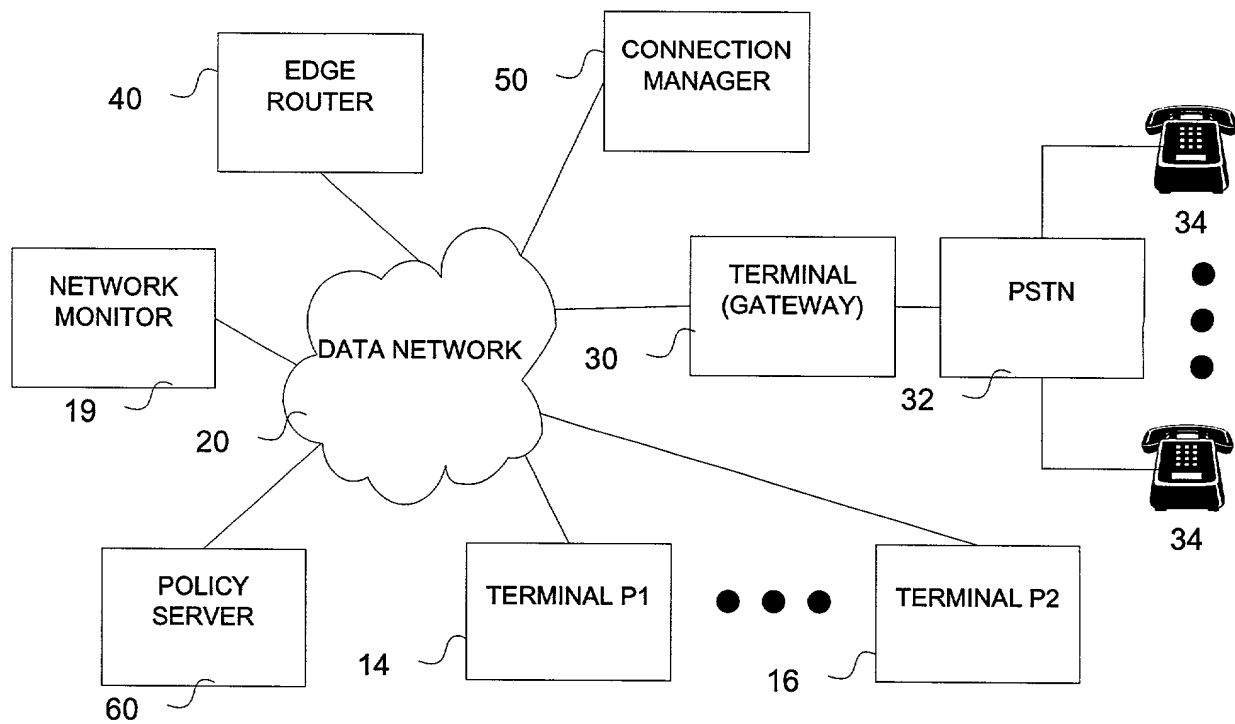 EDGE
ROUTER
40
CONNECTION
MANAGER
50
34
NETWORK
MONITOR
19
DATA NETWORK
20
TERMINAL
(GATEWAY)
30
PSTN
32
34
POLICY
SERVER
60
TERMINAL P1
14
TERMINAL P2
16